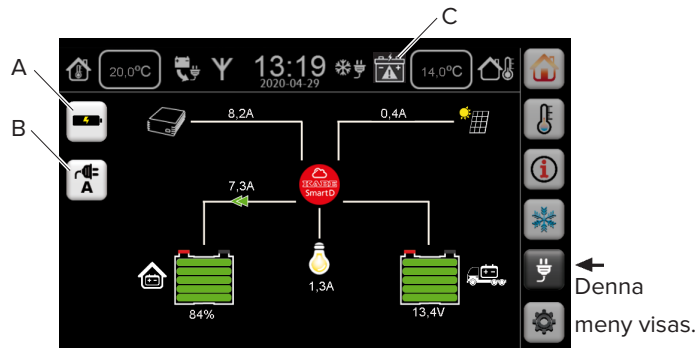 C
A
B
20,0°C
13:19
2020-04-29
14,0°C
8,2A
0,4A
A
KABE
SmartD
7,3A
1,3A
84%
13,4V
Denna
meny visas.